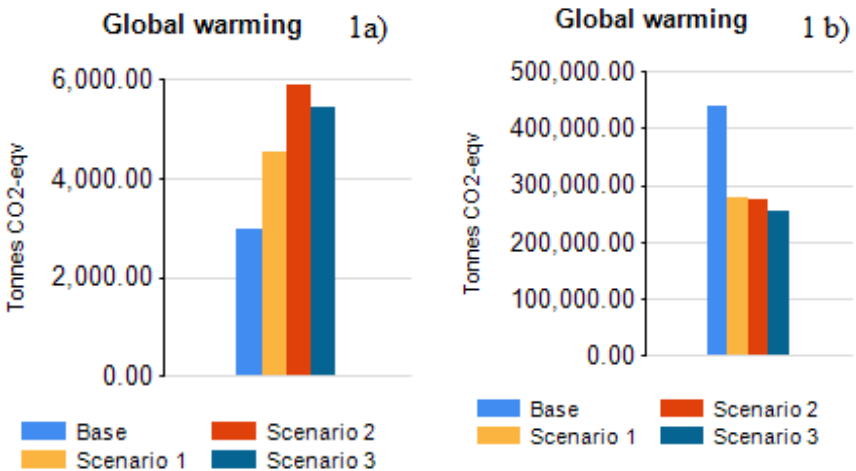 Global warming 1a)
Tonnes CO2-eqv
6,000.00
4,000.00
2,000.00
0.00
Base
Scenario 2
Scenario 1
Scenario 3
Global warming 1 b)
Tonnes CO2-eqv
500,000.00
400,000.00
300,000.00
200,000.00
100,000.00
0.00
Base
Scenario 2
Scenario 1
Scenario 3